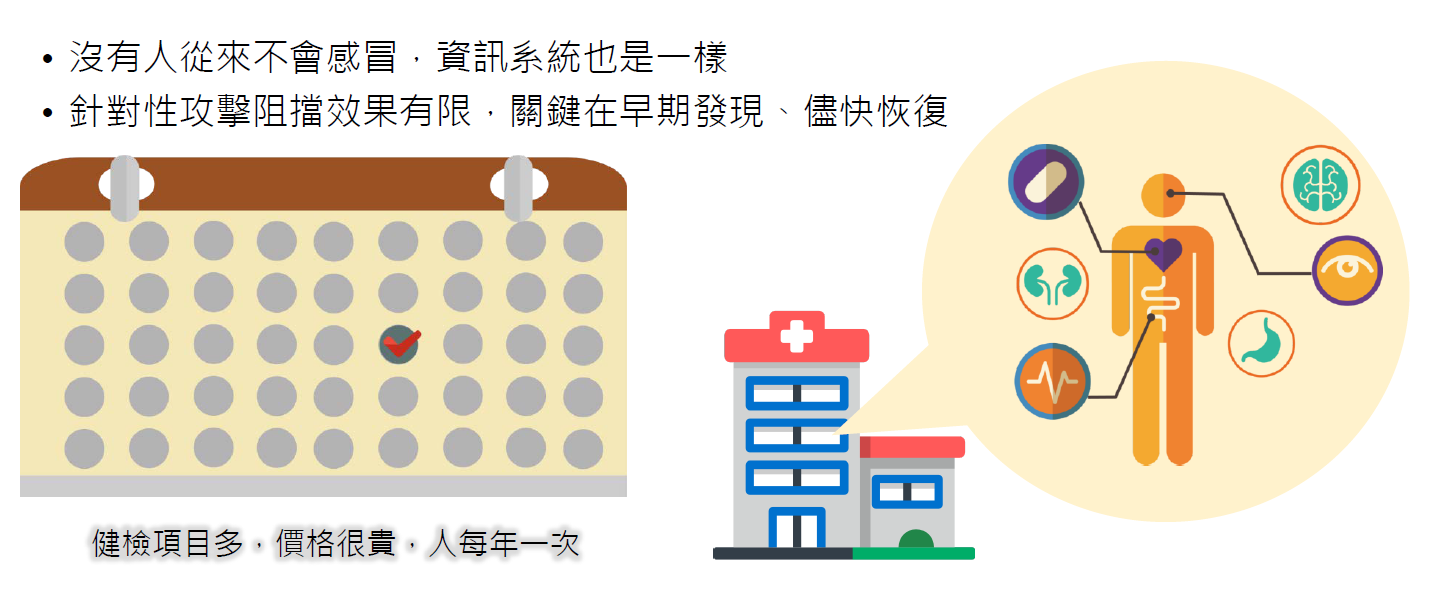 • 沒有人從來不會感冒，資訊系統也是一樣
• 針對性攻擊阻擋效果有限，關鍵在早期發現、儘快恢復
健檢項目多，價格很貴，人每年一次